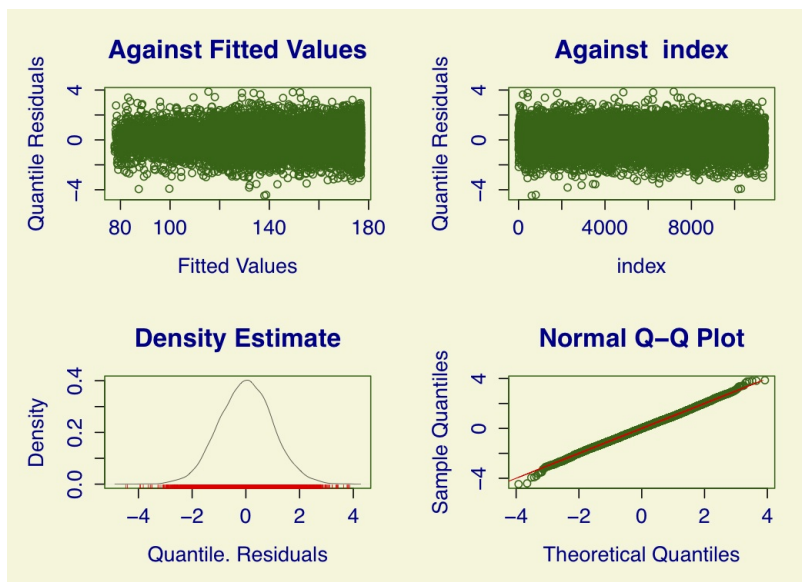 Against Fitted Values
Quantile Residuals
4
0
−4
80 100 140 180
Fitted Values
Against  index
Quantile Residuals
4
0
−4
0 4000 8000
index
Density Estimate
Density
0.4
0.2
0.0
−4 −2 0 2 4
Quantile. Residuals
Normal Q−Q Plot
Sample Quantiles
4
0
−4
−4 −2 0 2 4
Theoretical Quantiles